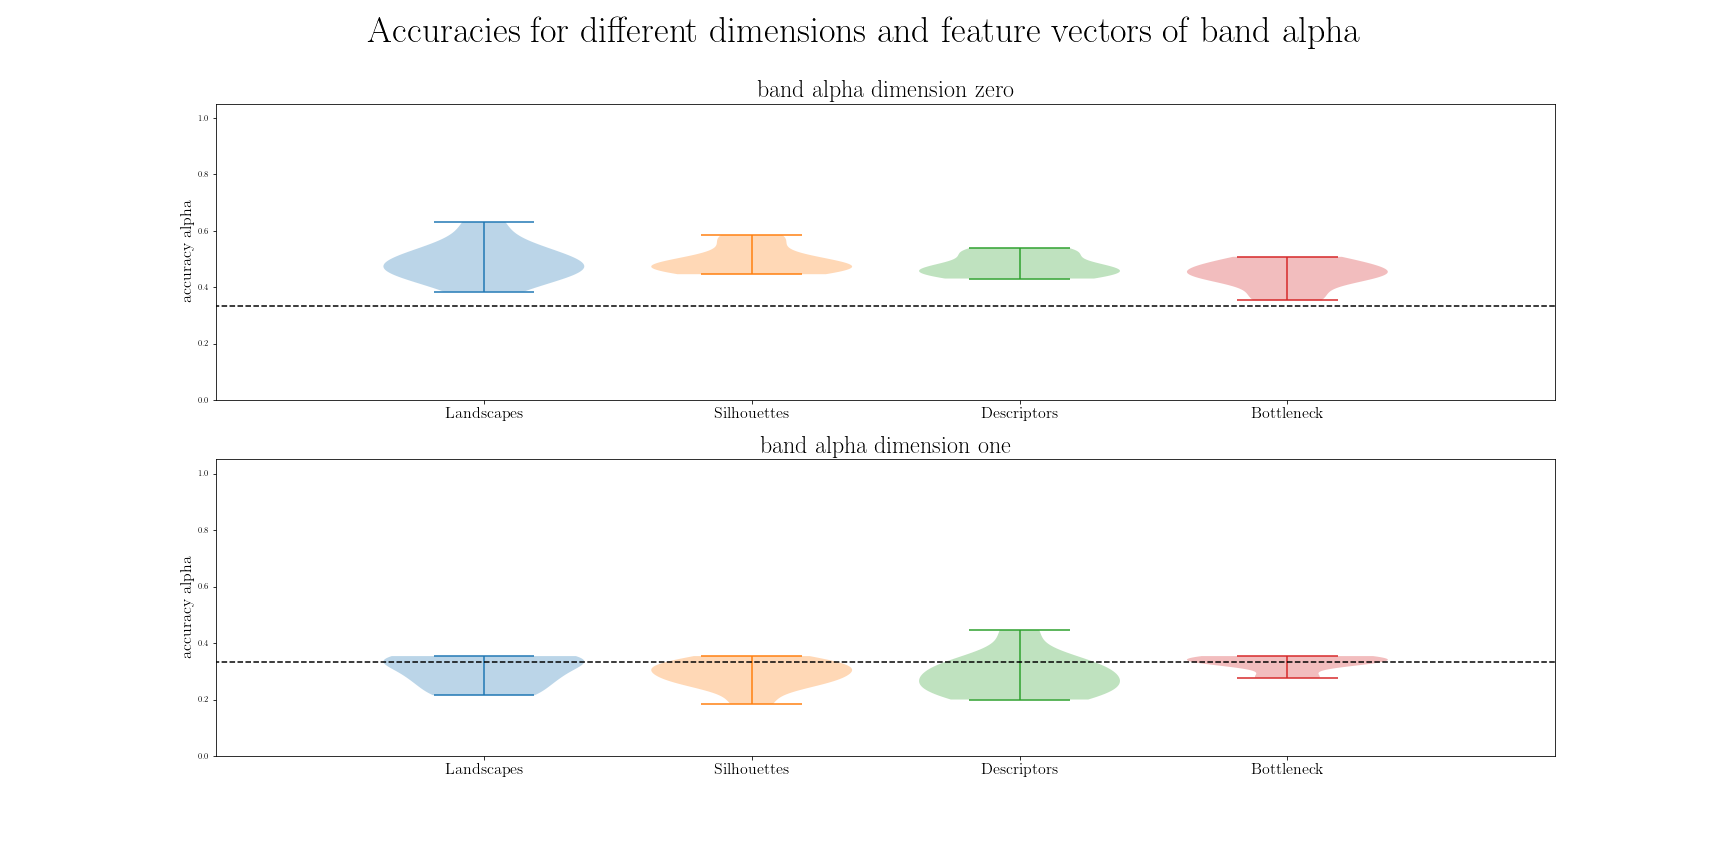 Accuracies for different dimensions and feature vectors of band alpha
band alpha dimension zero
1.0
0.8
0.6
0.4
0.2
0.0
accuracy alpha
Landscapes Silhouettes Descriptors Bottleneck
band alpha dimension one
1.0
0.8
0.6
0.4
0.2
0.0
accuracy alpha
Landscapes Silhouettes Descriptors Bottleneck